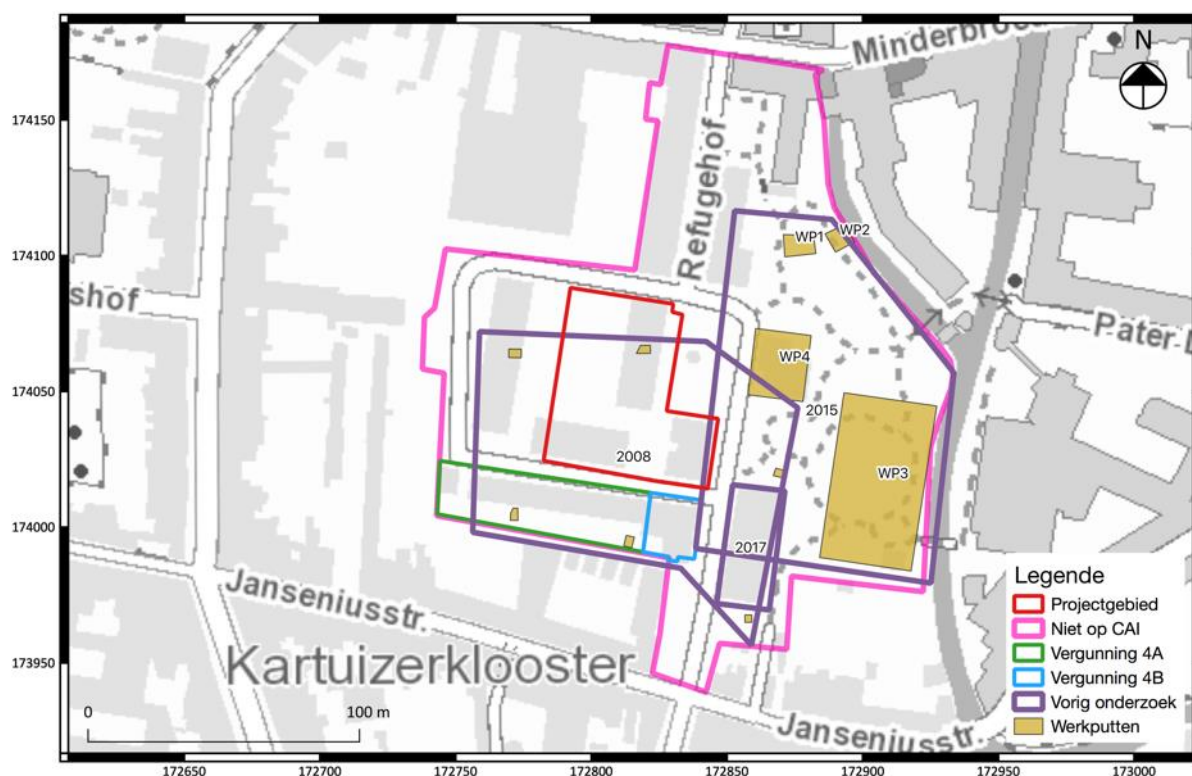 Minderbroe
N
174150
Refugehof
WP1
WP2
174100
shof
Pater L
WP4
174050
2015
2008
WP3
174000
2017
Janseniusstr.
Kartuizerklooster
173950
Janseniusstr.
0
100 m
Legende
Projectgebied
Niet op CAI
Vergunning 4A
Vergunning 4B
Vorig onderzoek
Werkputten
172650
172700
172750
172800
172850
172900
172950
173000